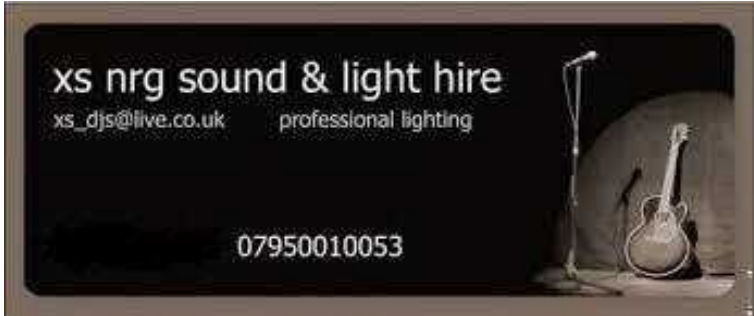 xs nrg sound & light hire
xs_djs@live.co.uk professional lighting
07950010053